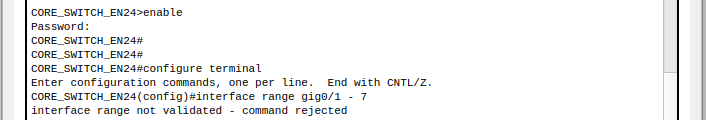 CORE_SWITCH_EN24>enable
Password:
CORE_SWITCH_EN24#
CORE_SWITCH_EN24#
CORE_SWITCH_EN24#configure terminal
Enter configuration commands, one per line.  End with CNTL/Z.
CORE_SWITCH_EN24(config)#interface range gig0/1 - 7
interface range not validated - command rejected